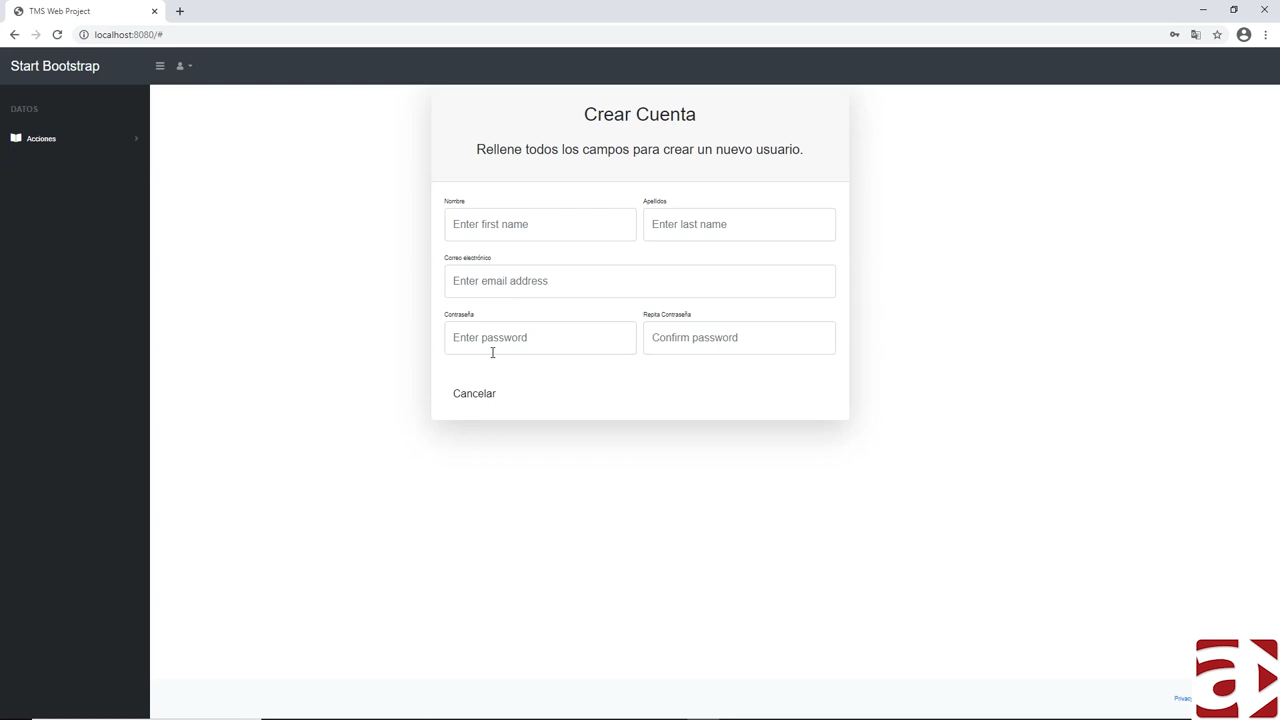 TMS Web Project
localhost:8080/#
Start Bootstrap
DATOS
Acciones
Crear Cuenta
Rellene todos los campos para crear un nuevo usuario.
Nombre Apellidos
Enter first name Enter last name
Correo electrónico
Enter email address
Contraseña Repita Contraseña
Enter password Confirm password
Cancelar
Privac
a